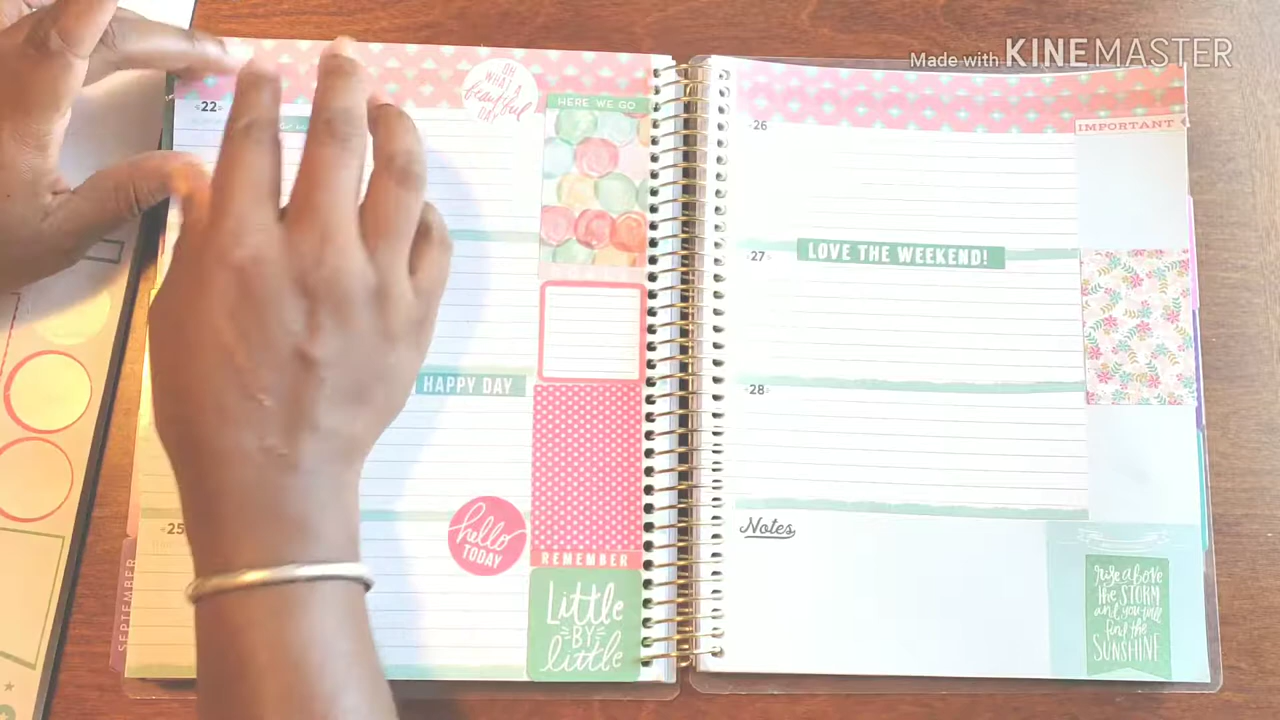 Made with KINEMASTER
22
OH
WHAT A
beautiful
DAY
HERE WE GO
HAPPY DAY
25
hello
TODAY
REMEMBER
Little
BY
little
SEPTEMBER
26
IMPORTANT
27
LOVE THE WEEKEND!
28
Notes
rise above
the STORM
and you will
find the
SUNSHINE